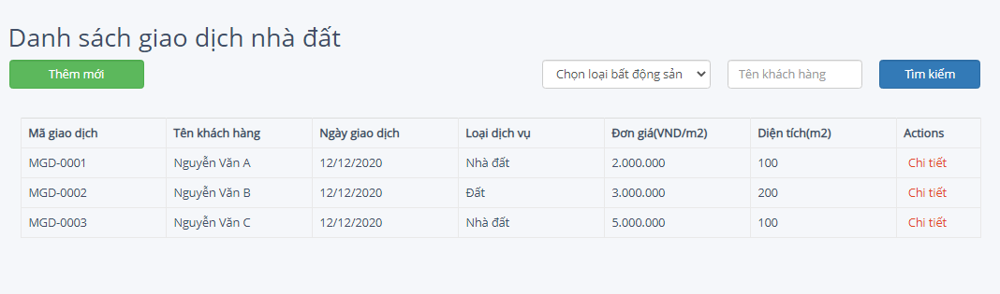 Danh sách giao dịch nhà đất
Thêm mới Chọn loại bất động sản Tên khách hàng Tìm kiếm
Mã giao dịch Tên khách hàng Ngày giao dịch Loại dịch vụ Đơn giá(VND/m2) Diện tích(m2) Actions
MGD-0001 Nguyễn Văn A 12/12/2020 Nhà đất 2.000.000 100 Chi tiết
MGD-0002 Nguyễn Văn B 12/12/2020 Đất 3.000.000 200 Chi tiết
MGD-0003 Nguyễn Văn C 12/12/2020 Nhà đất 5.000.000 100 Chi tiết